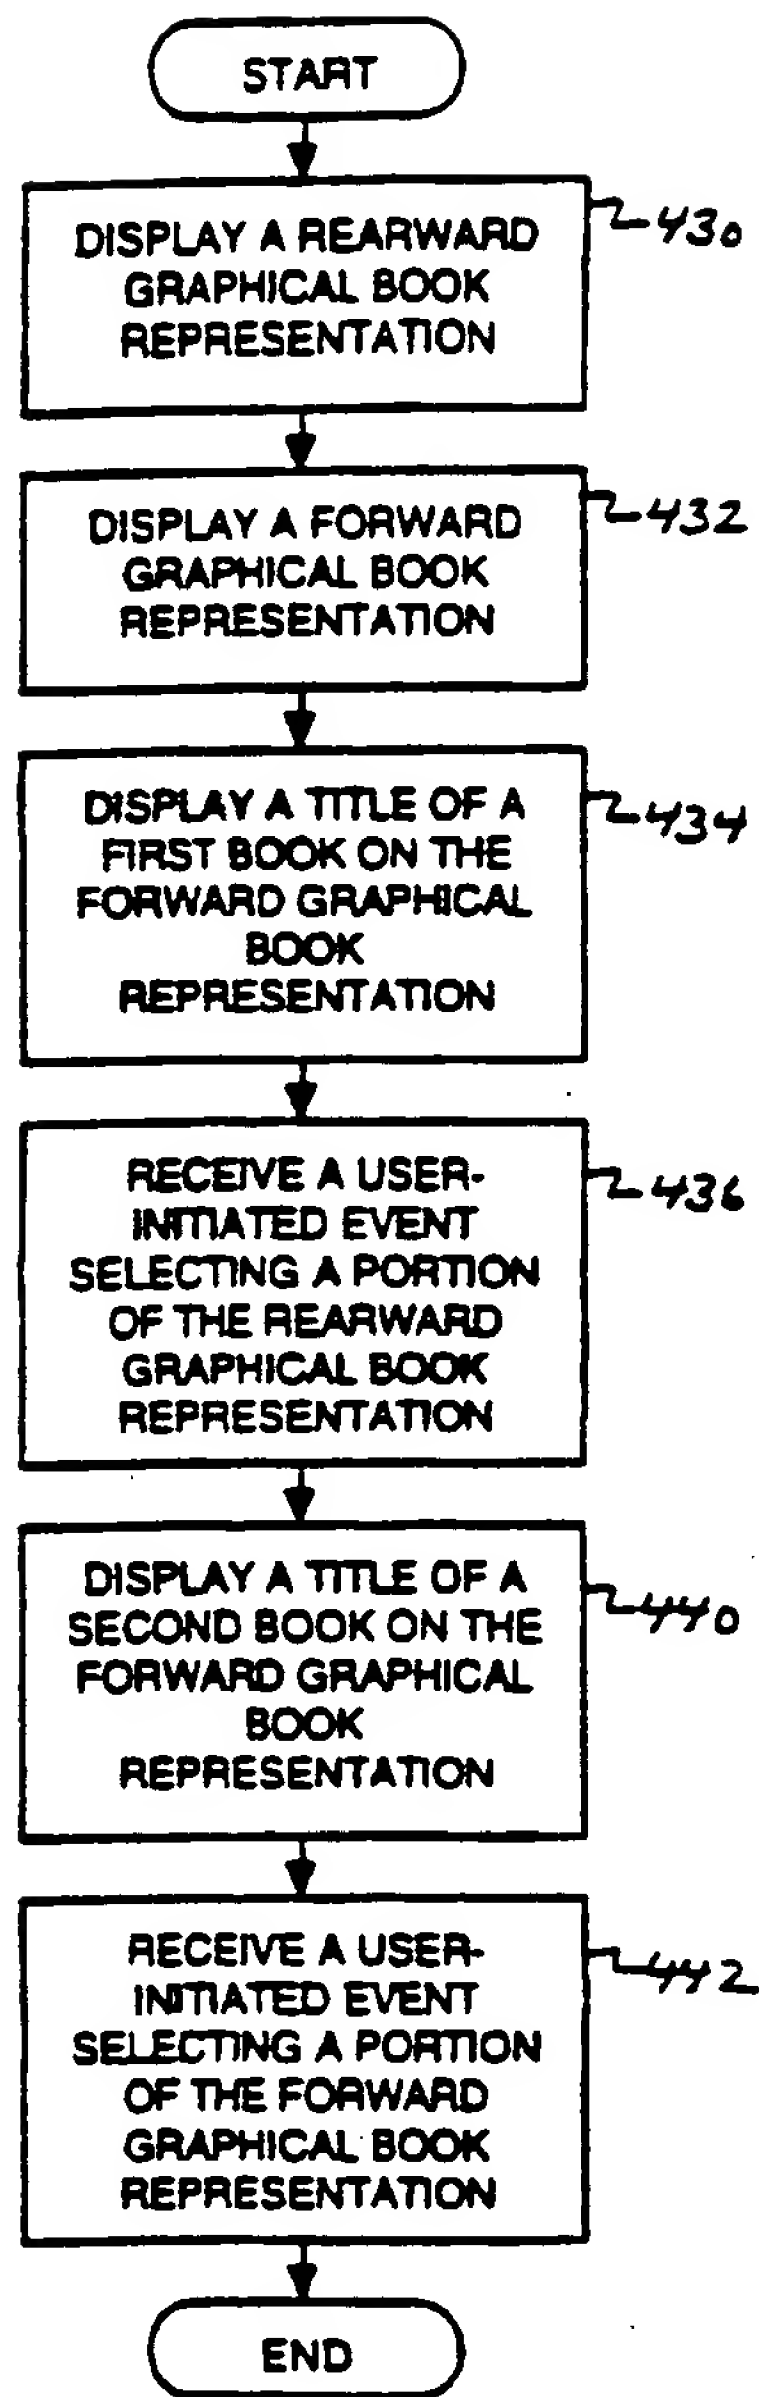 START
DISPLAY A REARWARD
GRAPHICAL BOOK
REPRESENTATION
430
DISPLAY A FORWARD
GRAPHICAL BOOK
REPRESENTATION
432
DISPLAY A TITLE OF A
FIRST BOOK ON THE
FORWARD GRAPHICAL
BOOK
REPRESENTATION
434
RECEIVE A USER-
INITIATED EVENT
SELECTING A PORTION
OF THE REARWARD
GRAPHICAL BOOK
REPRESENTATION
436
DISPLAY A TITLE OF A
SECOND BOOK ON THE
FORWARD GRAPHICAL
BOOK
REPRESENTATION
440
RECEIVE A USER-
INITIATED EVENT
SELECTING A PORTION
OF THE FORWARD
GRAPHICAL BOOK
REPRESENTATION
442
END